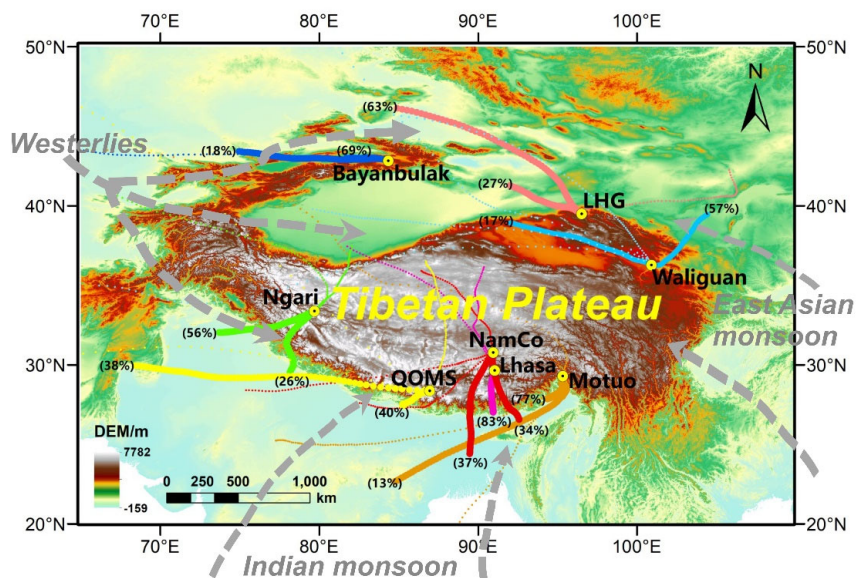 70°E 80°E 90°E 100°E
50°N 50°N
N
(63%)
Westerlies
(18%) (69%)
Bayanbulak
(27%) LHG
40°N 40°N
(17%) (57%)
Waliguan
Ngari Tibetan Plateau
East Asian
monsoon
(56%)
NamCo
30°N 30°N
(38%) Lhasa
(26%) QOMS Motuo
(77%)
(40%) (83%) (34%)
DEM/m
7782
(37%)
-159
0 250 500 1,000
km
(13%)
20°N 20°N
70°E 80°E 90°E 100°E
Indian monsoon